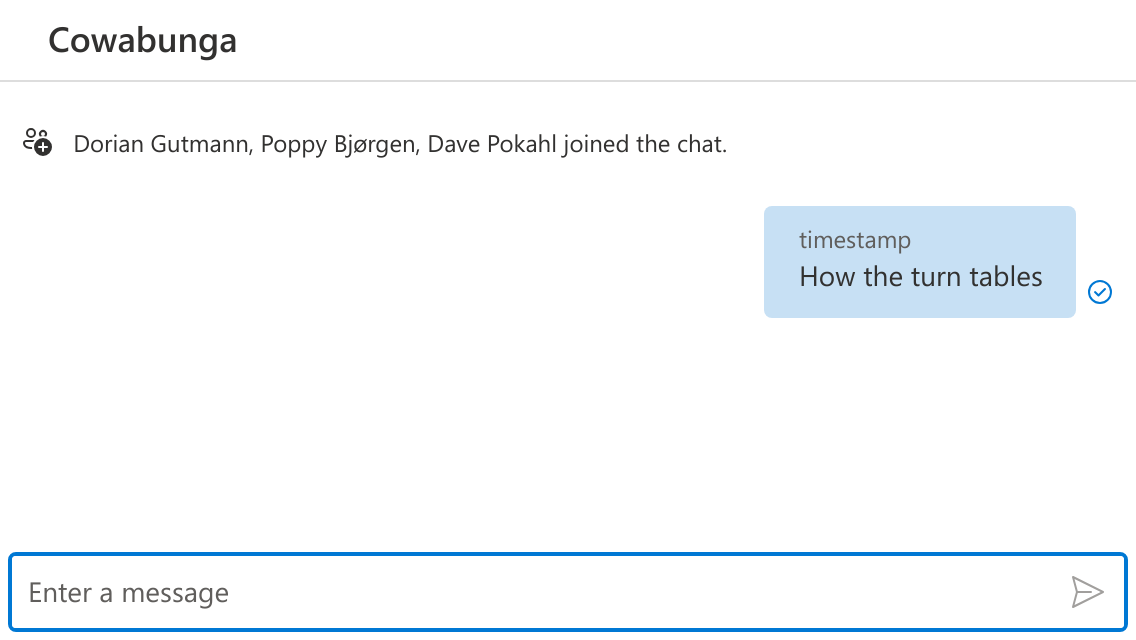 Cowabunga
Dorian Gutmann, Poppy Bjørgen, Dave Pokahl joined the chat.
timestamp
How the turn tables
Enter a message